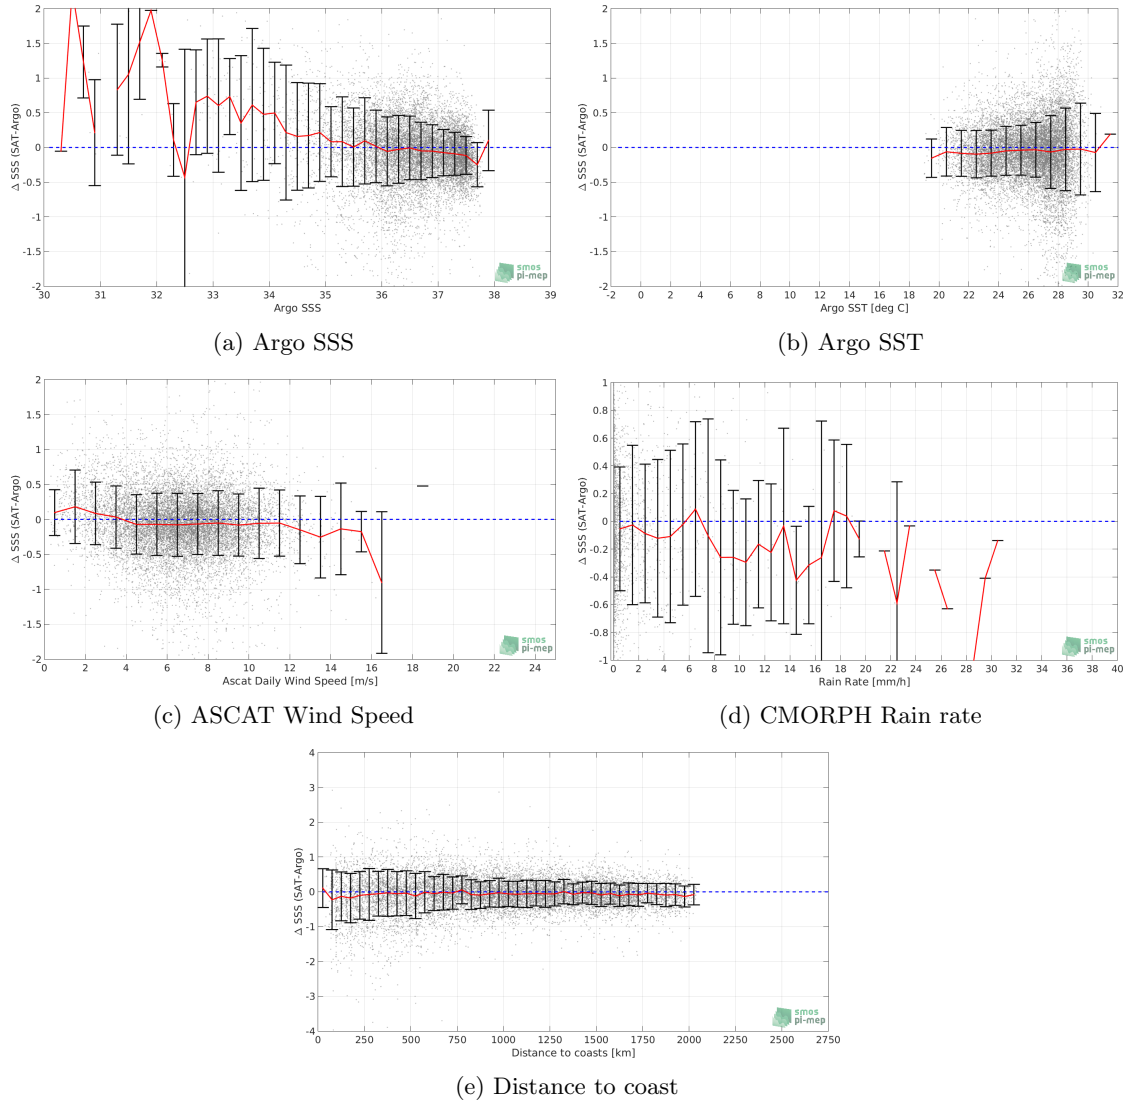 2
1.5
1
0.5
0
-0.5
-1
-1.5
-2
Δ SSS (SAT-Argo)
30 31 32 33 34 35 36 37 38 39
Argo SSS
smos
pi-mep
(a) Argo SSS
2
1.5
1
0.5
0
-0.5
-1
-1.5
-2
Δ SSS (SAT-Argo)
-2 0 2 4 6 8 10 12 14 16 18 20 22 24 26 28 30 32
Argo SST [deg C]
smos
pi-mep
(b) Argo SST
2
1.5
1
0.5
0
-0.5
-1
-1.5
-2
Δ SSS (SAT-Argo)
0 2 4 6 8 10 12 14 16 18 20 22 24
Ascat Daily Wind Speed [m/s]
smos
pi-mep
(c) ASCAT Wind Speed
1
0.8
0.6
0.4
0.2
0
-0.2
-0.4
-0.6
-0.8
-1
Δ SSS (SAT-Argo)
0 2 4 6 8 10 12 14 16 18 20 22 24 26 28 30 32 34 36 38 40
Rain Rate [mm/h]
smos
pi-mep
(d) CMORPH Rain rate
4
3
2
1
0
-1
-2
-3
-4
Δ SSS (SAT-Argo)
0 250 500 750 1000 1250 1500 1750 2000 2250 2500 2750
Distance to coasts [km]
smos
pi-mep
(e) Distance to coast